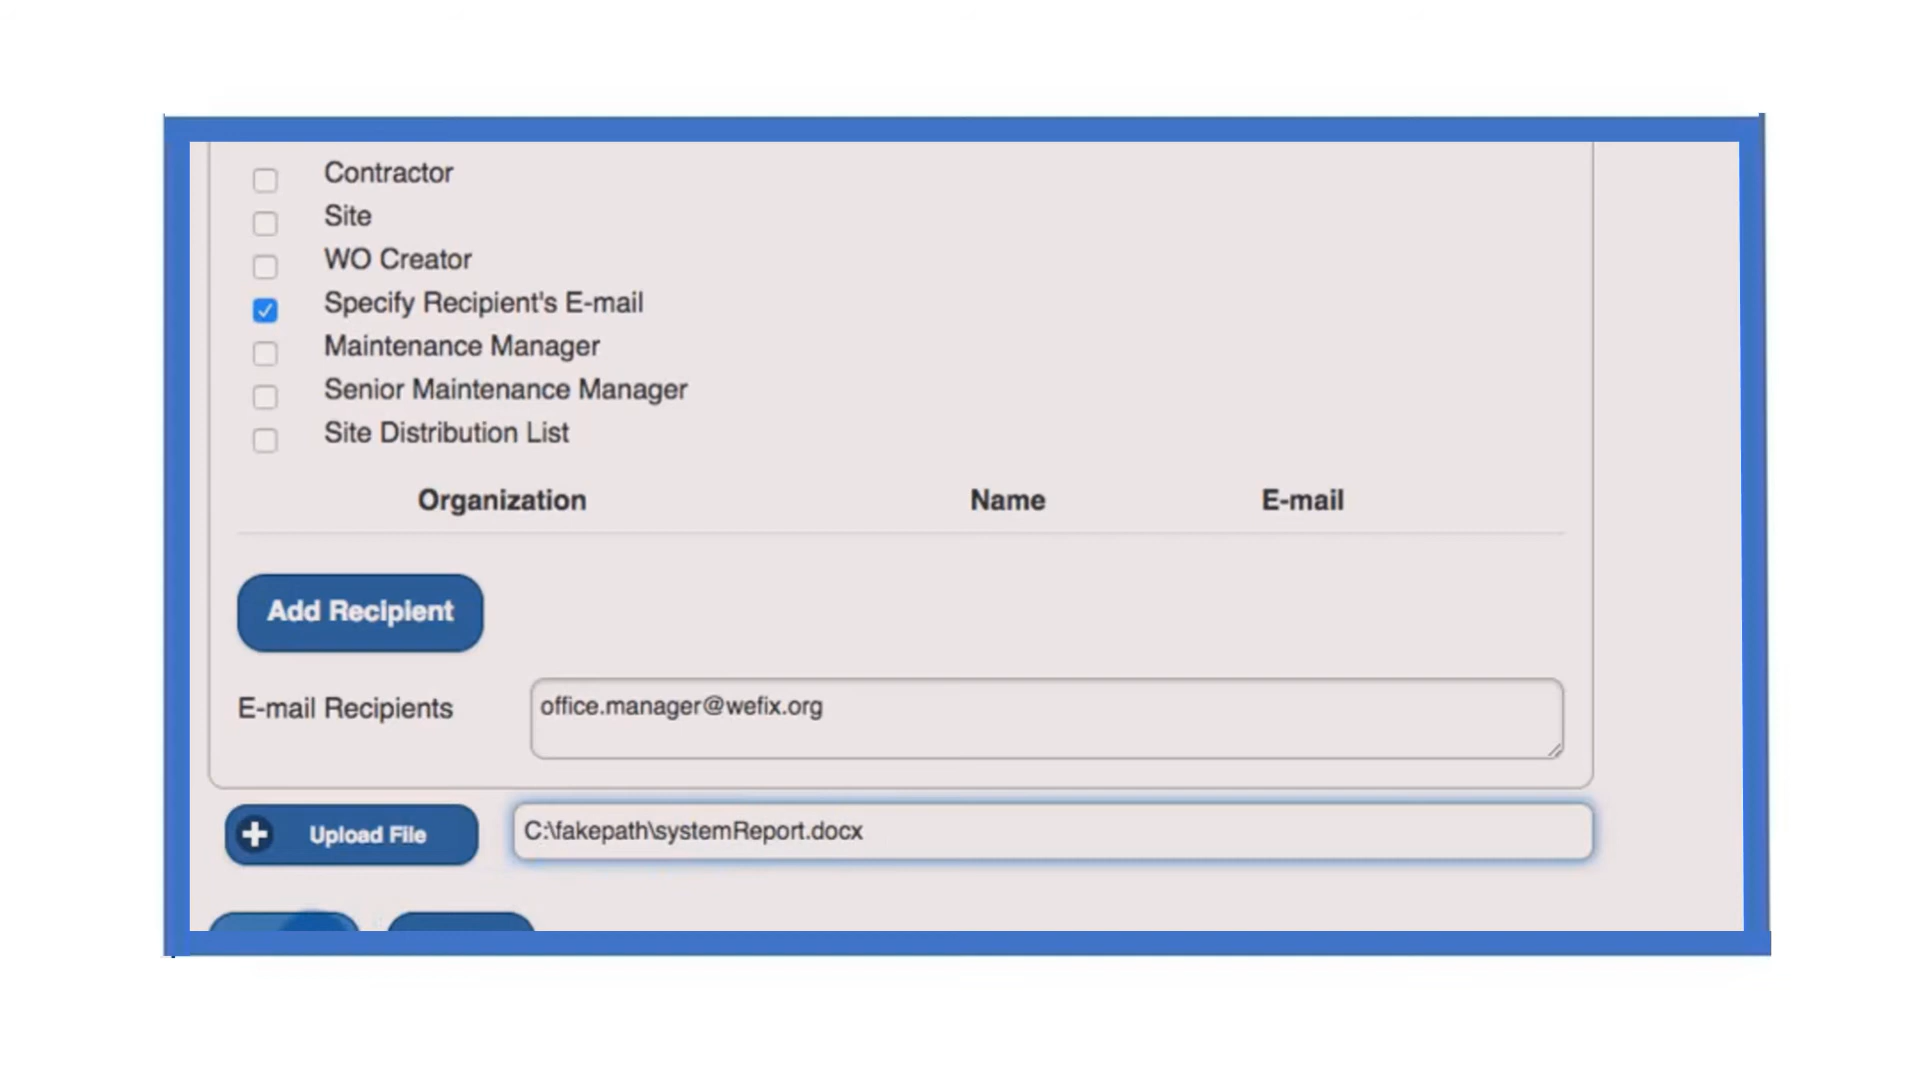 Contractor
Site
WO Creator
Specify Recipient's E-mail
Maintenance Manager
Senior Maintenance Manager
Site Distribution List
Organization Name E-mail
Add Recipient
E-mail Recipients office.manager@wefix.org
Upload File C:\fakepath\systemReport.docx